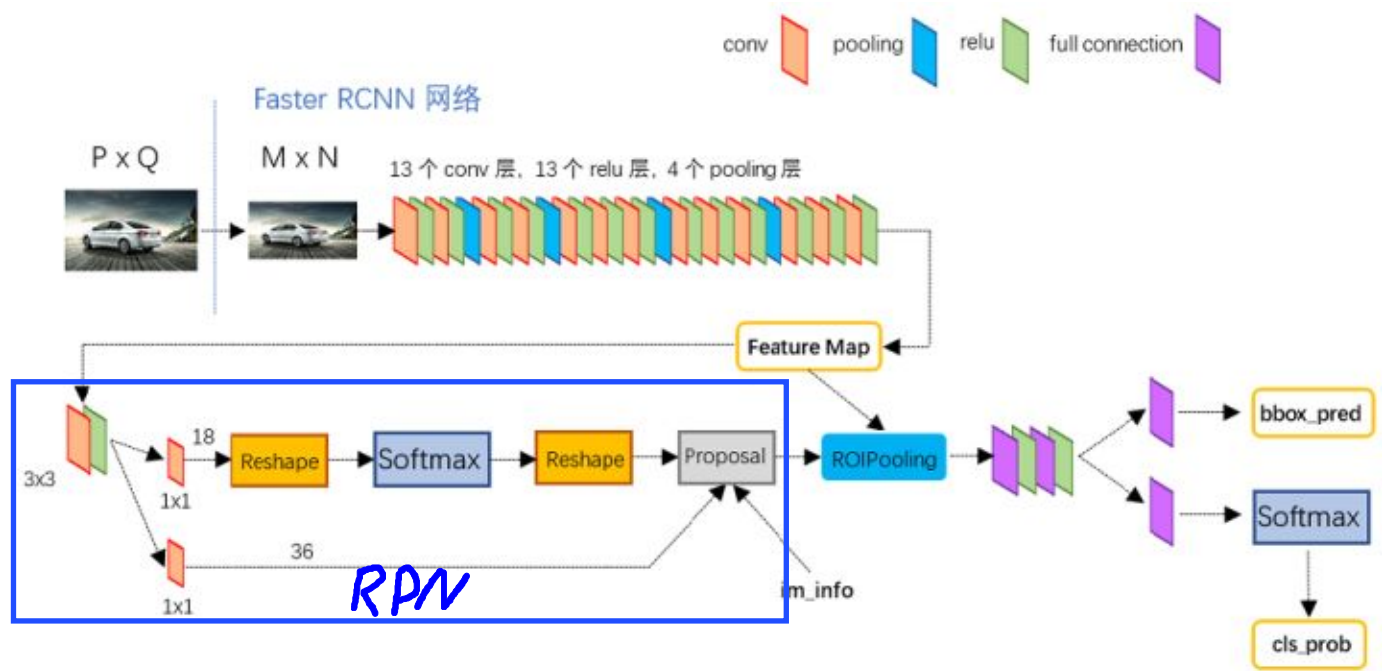 conv pooling relu full connection
Faster RCNN 网络
P x Q
M x N
13 个 conv 层, 13 个 relu 层, 4 个 pooling 层
Feature Map
3x3
18
1x1
Reshape
Softmax
Reshape
Proposal
ROIPooling
bbox_pred
Softmax
36
1x1
RPN
im_info
cls_prob